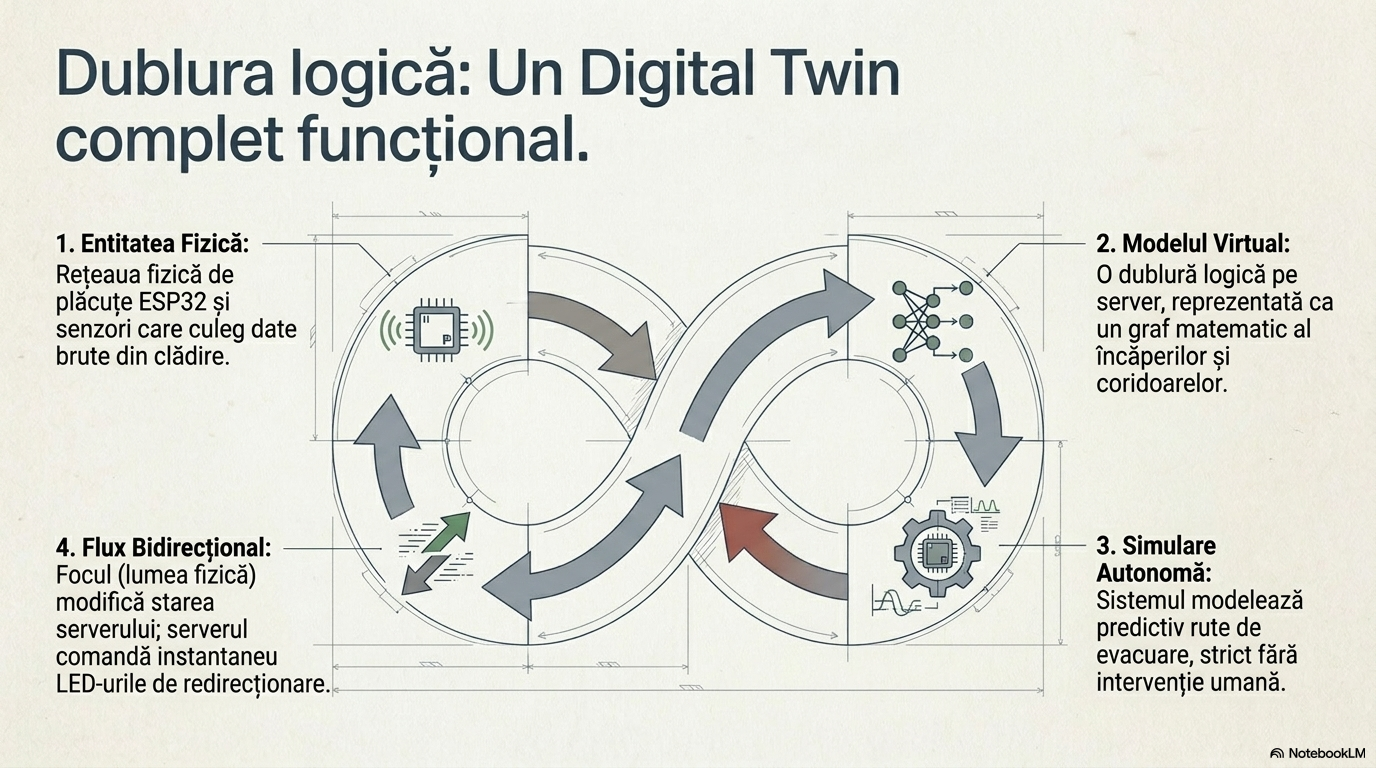 Dublura logică: Un Digital Twin
complet funcțional.
1. Entitatea Fizică:
Rețeaua fizică de
plăcuțe ESP32 și
senzori care culeg date
brute din clădire.
2. Modelul Virtual:
O dublură logică pe
server, reprezentată ca
un graf matematic al
încăperilor și
coridoarelor.
4. Flux Bidirecțional:
Focul (lumea fizică)
modifică starea
serverului; serverul
comandă instantaneu
LED-urile de redirecționare.
3. Simulare
Autonomă:
Sistemul modelează
predictiv rute de
evacuare, strict fără
intervenție umană.
NotebookLM